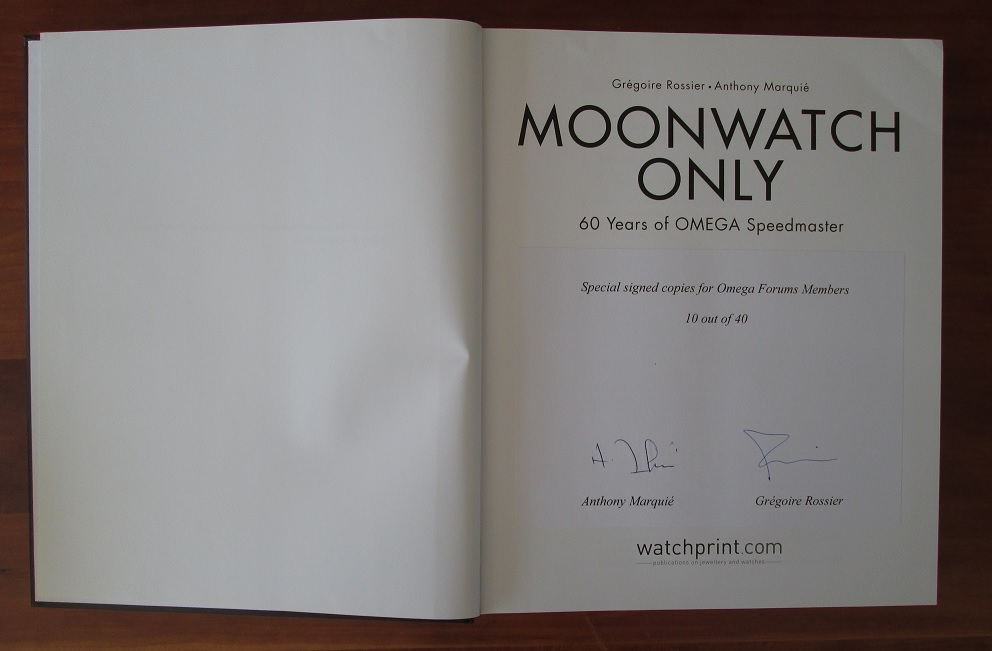 Grégoire Rossier • Anthony Marquié
MOONWATCH
ONLY
60 Years of OMEGA Speedmaster
Special signed copies for Omega Forums Members
10 out of 40
Anthony Marquié Grégoire Rossier
watchprint.com
publications on jewellery and watches